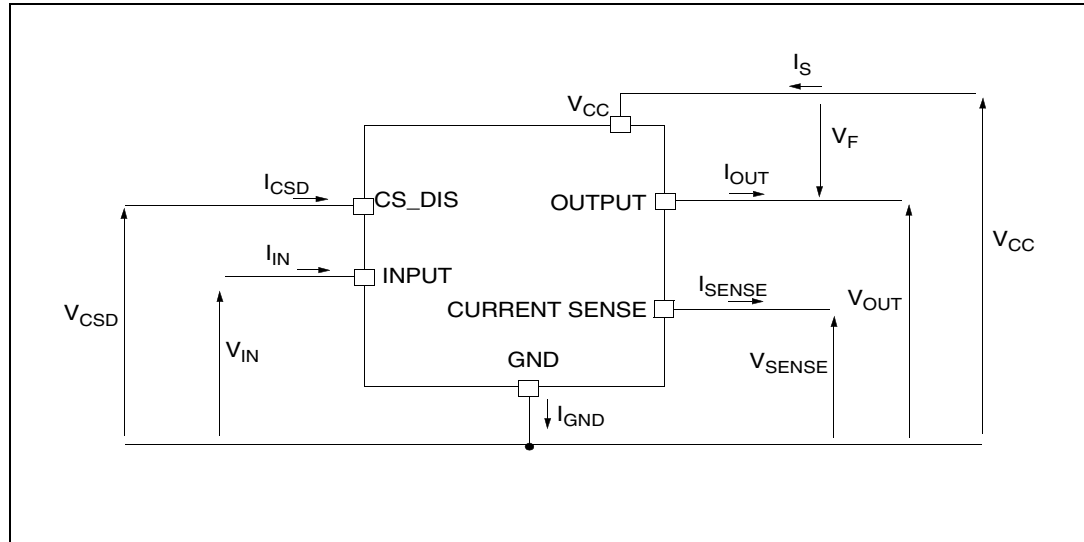 I_S
V_CC
V_F
I_CSD
I_OUT
CS_DIS
OUTPUT
V_CC
I_IN
INPUT
I_SENSE
V_OUT
V_CSD
CURRENT SENSE
V_IN
V_SENSE
GND
I_GND